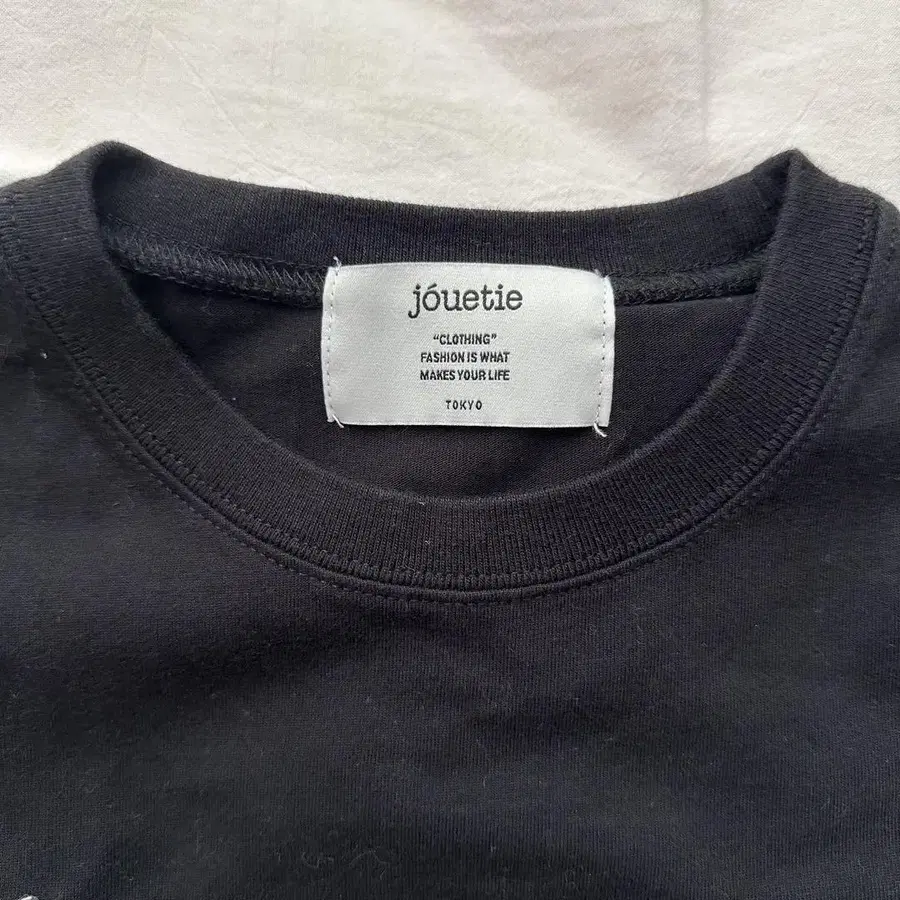 jóuetie
“CLOTHING”
FASHION IS WHAT
MAKES YOUR LIFE
TOKYO